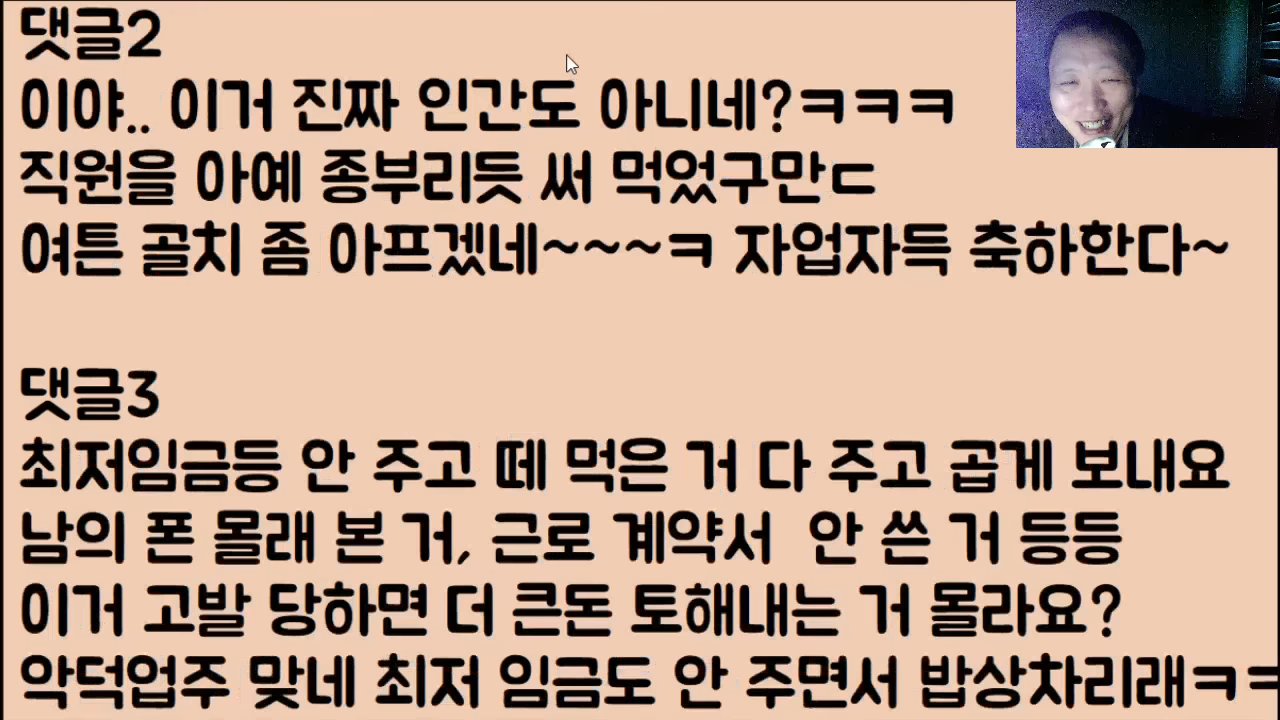 댓글2
이야.. 이거 진짜 인간도 아니네?ㅋㅋㅋ
직원을 아예 종부리듯 써 먹었구만ㄷ
여튼 골치 좀 아프겠네~~~ㅋ 자업자득 축하한다~
댓글3
최저임금등 안 주고 떼 먹은 거 다 주고 곱게 보내요
남의 폰 몰래 본 거, 근로 계약서 안 쓴 거 등등
이거 고발 당하면 더 큰돈 토해내는 거 몰라요?
악덕업주 맞네 최저 임금도 안 주면서 밥상차리래ㅋㅋ